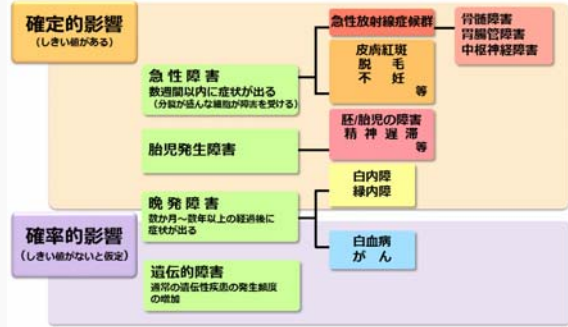 確定的影響
(しきい値がある)
急性障害
数週間以内に症状が出る
(分裂が盛んな細胞が障害を受ける)
急性放射線症候群
骨髄障害
胃腸管障害
中枢神経障害
皮膚紅斑
脱毛
不妊
等
胎児発生障害
胚/胎児の障害
精神遅滞
等
晩発障害
数か月～数年以上の経過後に
症状が出る
白内障
緑内障
確率的影響
(しきい値がないと仮定)
白血病
がん
遺伝的障害
通常の遺伝性疾患の発生頻度
の増加